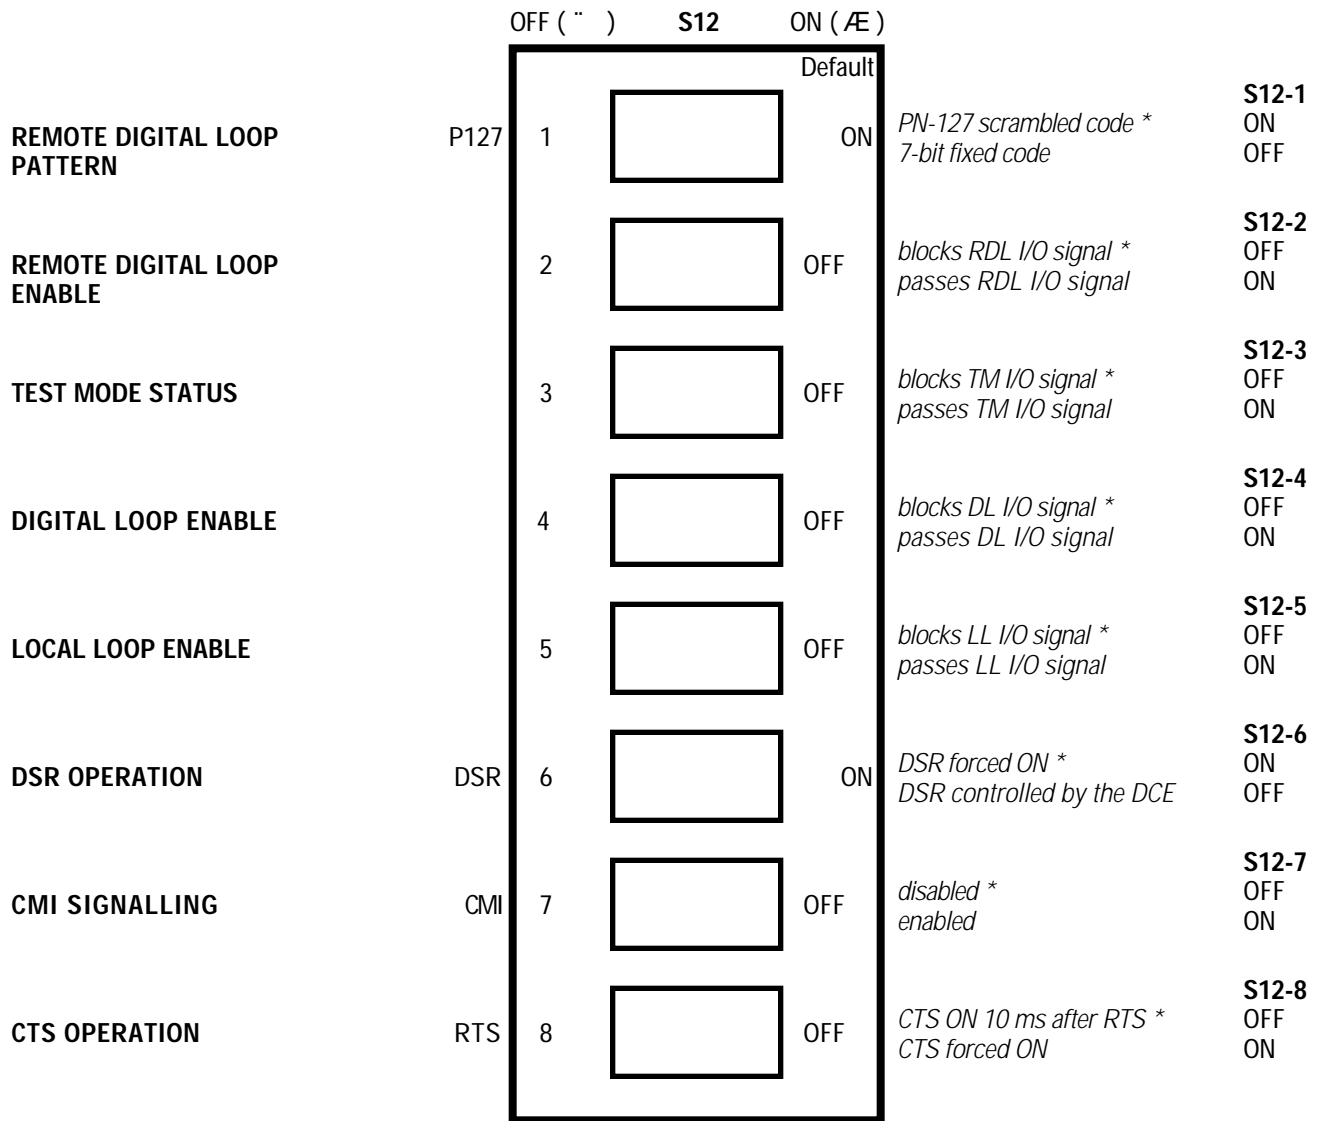 OFF ( ¨ ) S12 ON ( Æ )
Default
S12-1
REMOTE DIGITAL LOOP PATTERN P127 1 ON PN-127 scrambled code * ON
7-bit fixed code OFF
S12-2
REMOTE DIGITAL LOOP ENABLE 2 OFF blocks RDL I/O signal * OFF
passes RDL I/O signal ON
S12-3
TEST MODE STATUS 3 OFF blocks TM I/O signal * OFF
passes TM I/O signal ON
S12-4
DIGITAL LOOP ENABLE 4 OFF blocks DL I/O signal * OFF
passes DL I/O signal ON
S12-5
LOCAL LOOP ENABLE 5 OFF blocks LL I/O signal * OFF
passes LL I/O signal ON
S12-6
DSR OPERATION DSR 6 ON DSR forced ON * ON
DSR controlled by the DCE OFF
S12-7
CMI SIGNALLING CMI 7 OFF disabled * OFF
enabled ON
S12-8
CTS OPERATION RTS 8 OFF CTS ON 10 ms after RTS * OFF
CTS forced ON ON